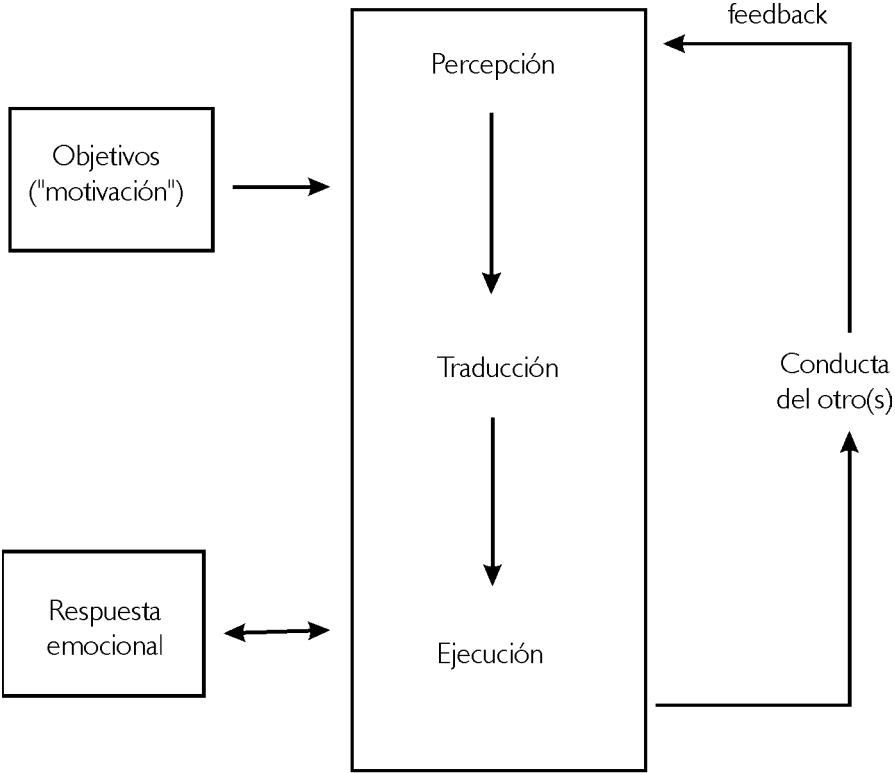 feedback
Percepción
Objetivos
("motivación")
Traducción
Conducta
del otro(s)
Respuesta
emocional
Ejecución